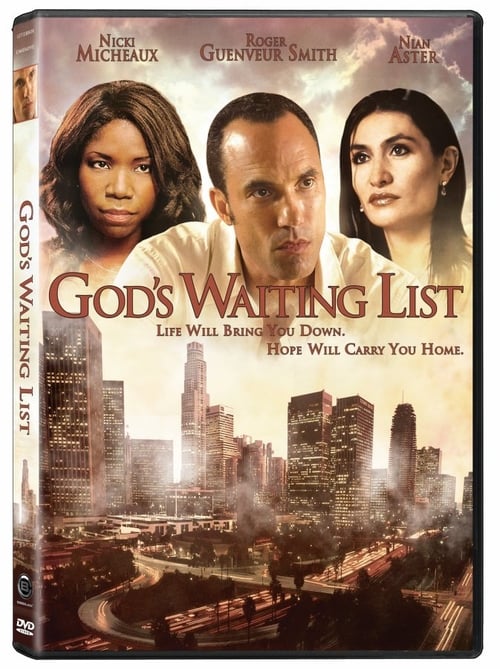 Nicki
Micheaux
Roger
Guenveur Smith
Nian
Aster
God's Waiting List
Life Will Bring You Down.
Hope Will Carry You Home.
God's Waiting List
DVD
VIDEO